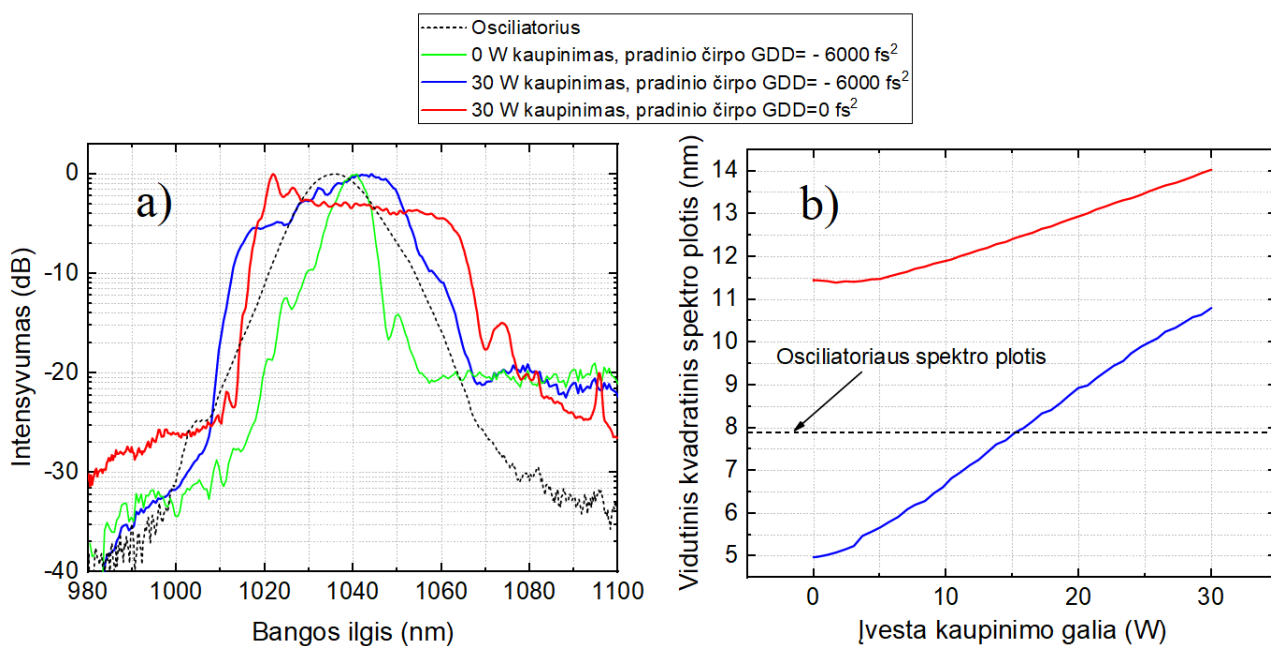 Osciliatorius
0 W kaupinimas, pradinio čirpo GDD= - 6000 fs²
30 W kaupinimas, pradinio čirpo GDD= - 6000 fs²
30 W kaupinimas, pradinio čirpo GDD=0 fs²
a)
Intensyvumas (dB)
0
-10
-20
-30
-40
980 1000 1020 1040 1060 1080 1100
Bangos ilgis (nm)
b)
Vidutinis kvadratinis spektro plotis (nm)
14
13
12
11
10
9
8
7
6
5
Osciliatoriaus spektro plotis
0 10 20 30
Įvesta kaupinimo galia (W)